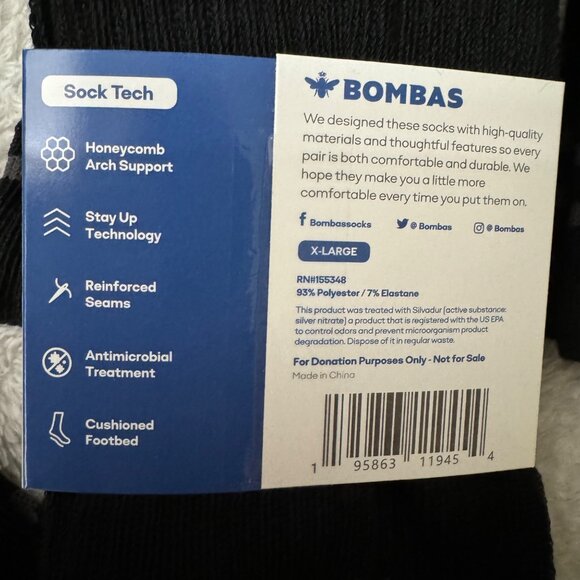 Sock Tech
Honeycomb
Arch Support
Stay Up
Technology
Reinforced
Seams
Antimicrobial
Treatment
Cushioned
Footbed
BOMBAS
We designed these socks with high-quality
materials and thoughtful features so every
pair is both comfortable and durable. We
hope they make you a little more
comfortable every time you put them on.
f Bombassocks @ Bombas @ Bombas
X-LARGE
RN#155348
93% Polyester / 7% Elastane
This product was treated with Silvadur (active substance:
silver nitrate) a product that is registered with the US EPA
to control odors and prevent microorganism product
degradation. Dispose of it in regular waste.
For Donation Purposes Only - Not for Sale
Made in China
1 95863 11945 4